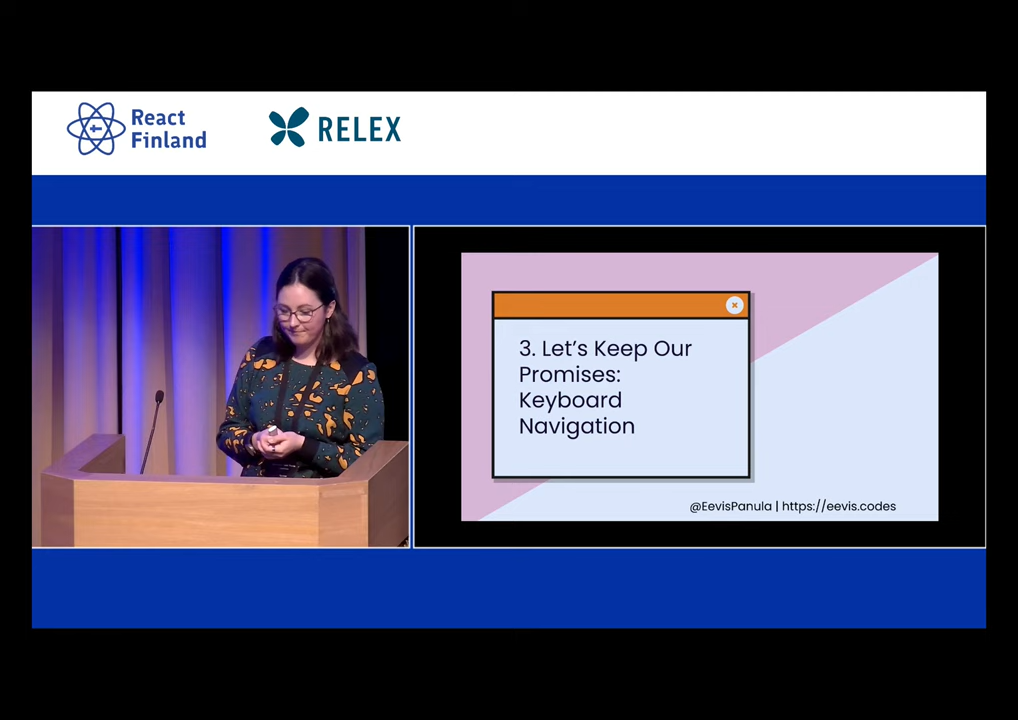 React
Finland
RELEX
3. Let's Keep Our
Promises:
Keyboard
Navigation
@EevisPanula | https://eevis.codes